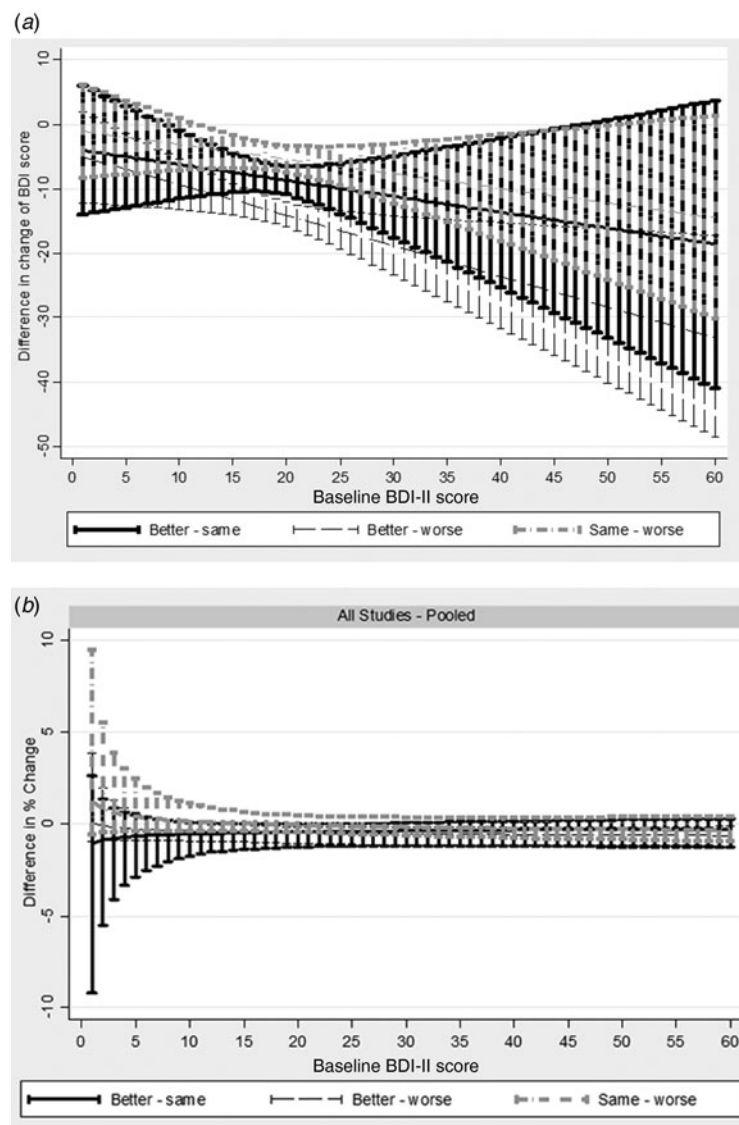 (a)
10
0
-10
-20
-30
-40
-50
Difference in change of BDI score
0 5 10 15 20 25 30 35 40 45 50 55 60
Baseline BDI-II score
Better - same Better - worse Same - worse
(b)
All Studies - Pooled
10
5
0
-5
-10
Difference in % Change
0 5 10 15 20 25 30 35 40 45 50 55 60
Baseline BDI-II score
Better - same Better - worse Same - worse